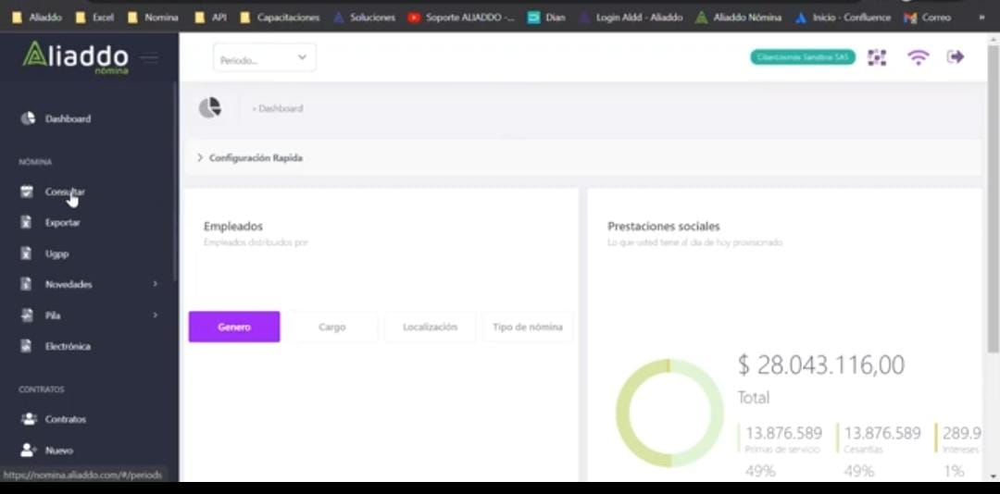 Aliaddo Excel Nomina API Capacitaciones Soluciones Soporte ALIADDO -... Dian Login Aldd - Aliaddo Aliaddo Nómina Inicio - Confluence Correo »
Aliaddo
nómina
Periodo...
Cibercosmos Sandbox SAS
Dashboard
» Dashboard
NÓMINA
Configuración Rapida
Consultar
Exportar
Ugpp
Novedades
Pila
Electrónica
CONTRATOS
Contratos
Nuevo
https://nomina.aliaddo.com/#/periods
Empleados
Empleados distribuidos por
Genero Cargo Localización Tipo de nómina
Prestaciones sociales
Lo que usted tiene al dia de hoy provisionado
$ 28.043.116,00
Total
13.876.589 13.876.589 289.9
Primas de servicio Cesantías Intereses
49% 49% 1%